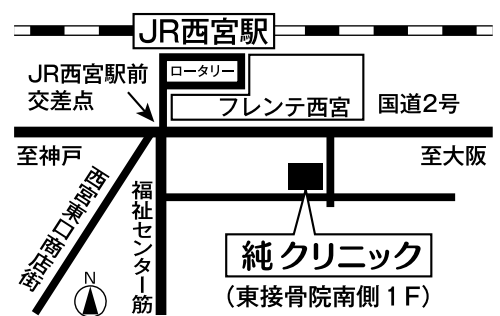 JR西宮駅
ロータリー
JR西宮駅前
交差点
フレンテ西宮
国道2号
至神戸
至大阪
西宮東口商店街
福祉センター筋
純クリニック
(東接骨院南側1F)
N